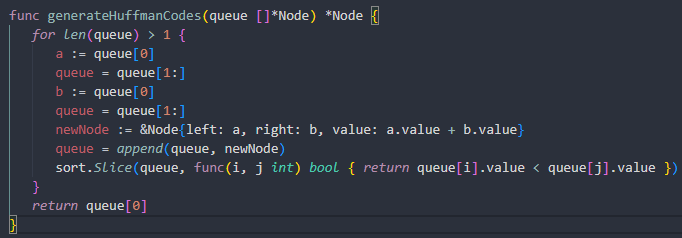 func generateHuffmanCodes(queue []*Node) *Node {
    for len(queue) > 1 {
        a := queue[0]
        queue = queue[1:]
        b := queue[0]
        queue = queue[1:]
        newNode := &Node{left: a, right: b, value: a.value + b.value}
        queue = append(queue, newNode)
        sort.Slice(queue, func(i, j int) bool { return queue[i].value < queue[j].value })
    }
    return queue[0]
}